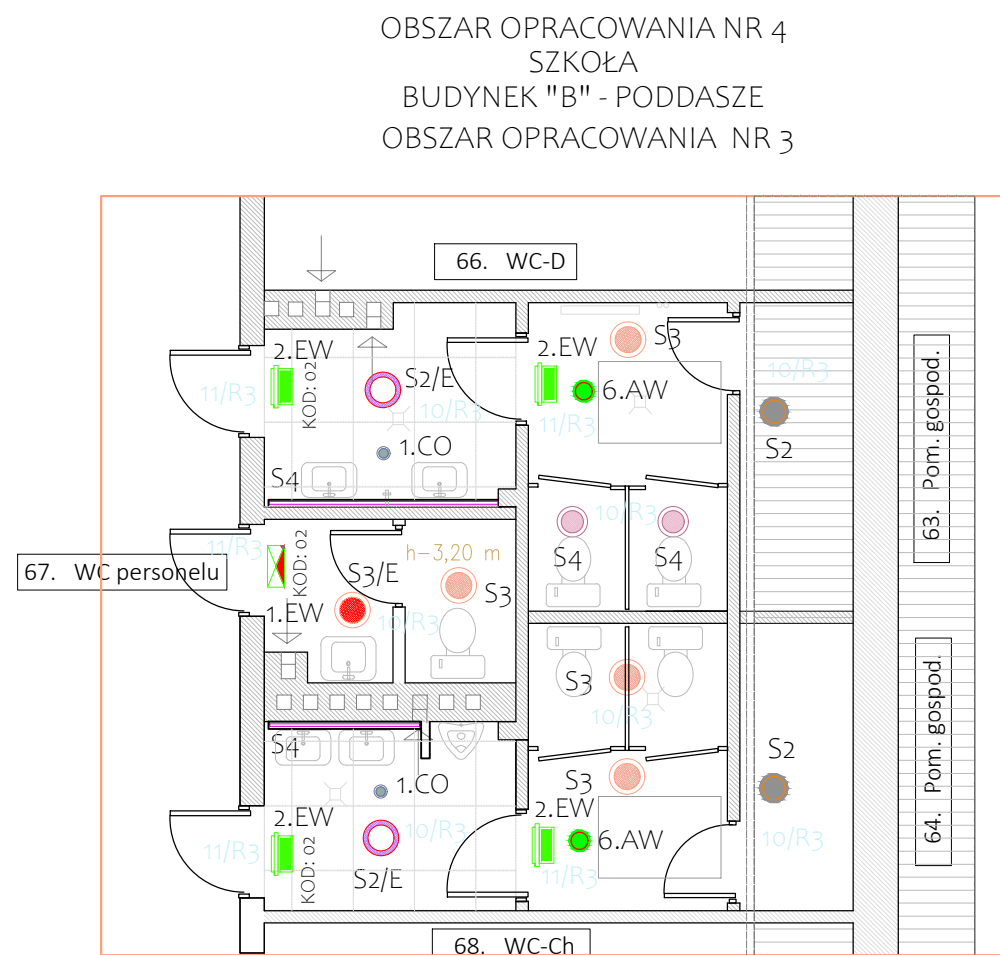 OBSZAR OPRACOWANIA NR 4
SZKOŁA
BUDYNEK "B" - PODDASZE
OBSZAR OPRACOWANIA NR 3
66. WC-D
2.EW
KOD: 02
11/R3
S2/E
10/R3
1.CO
S4
2.EW
11/R3
S3
6.AW
10/R3
S2
63. Pom. gospod.
10/R3
S4
S4
67. WC personelu
11/R3
KOD: 02
1.EW
S3/E
10/R3
h-3,20 m
S3
S3
10/R3
S4
1.CO
2.EW
11/R3
KOD: 02
10/R3
S2/E
S3
2.EW
11/R3
6.AW
S2
10/R3
64. Pom. gospod.
68. WC-Ch